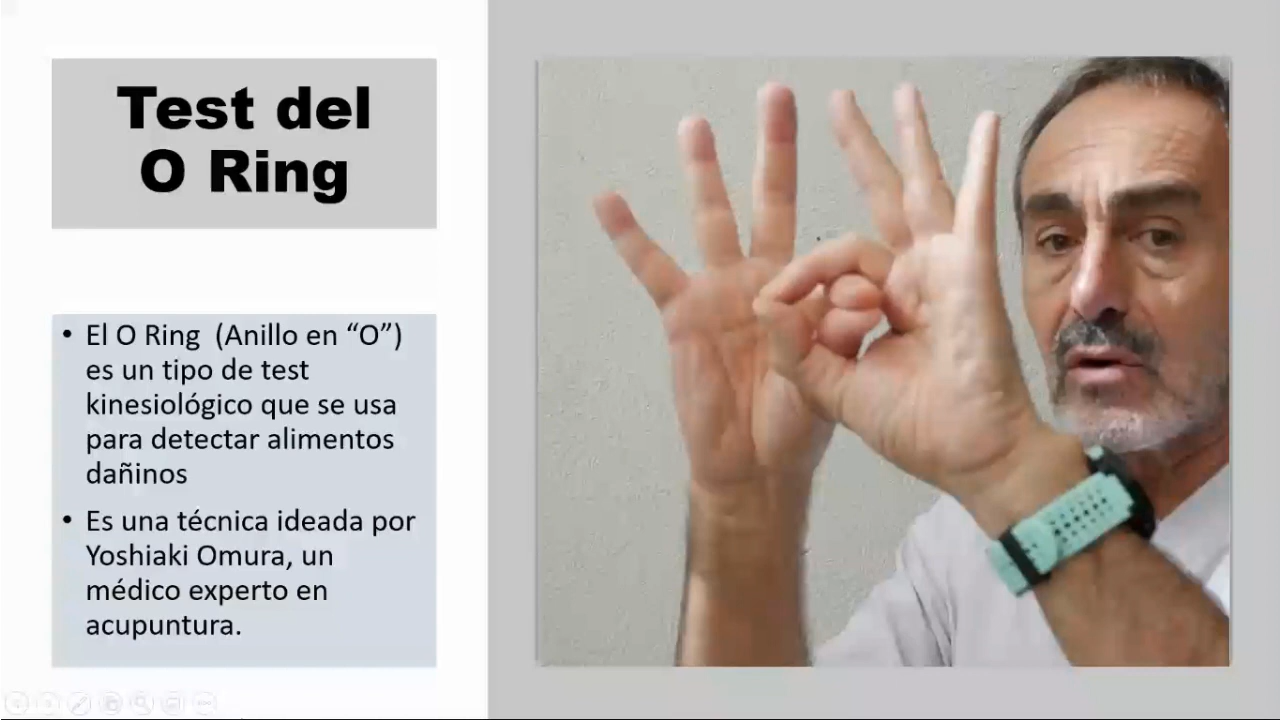 Test del
O Ring
• El O Ring (Anillo en “O”)
es un tipo de test
kinesiológico que se usa
para detectar alimentos
dañinos
• Es una técnica ideada por
Yoshiaki Omura, un
médico experto en
acupuntura.